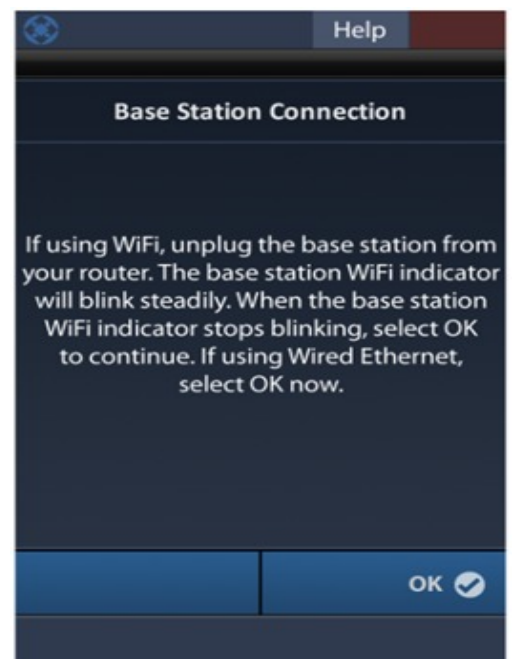 Help
Base Station Connection
If using WiFi, unplug the base station from
your router. The base station WiFi indicator
will blink steadily. When the base station
WiFi indicator stops blinking, select OK
to continue. If using Wired Ethernet,
select OK now.
OK